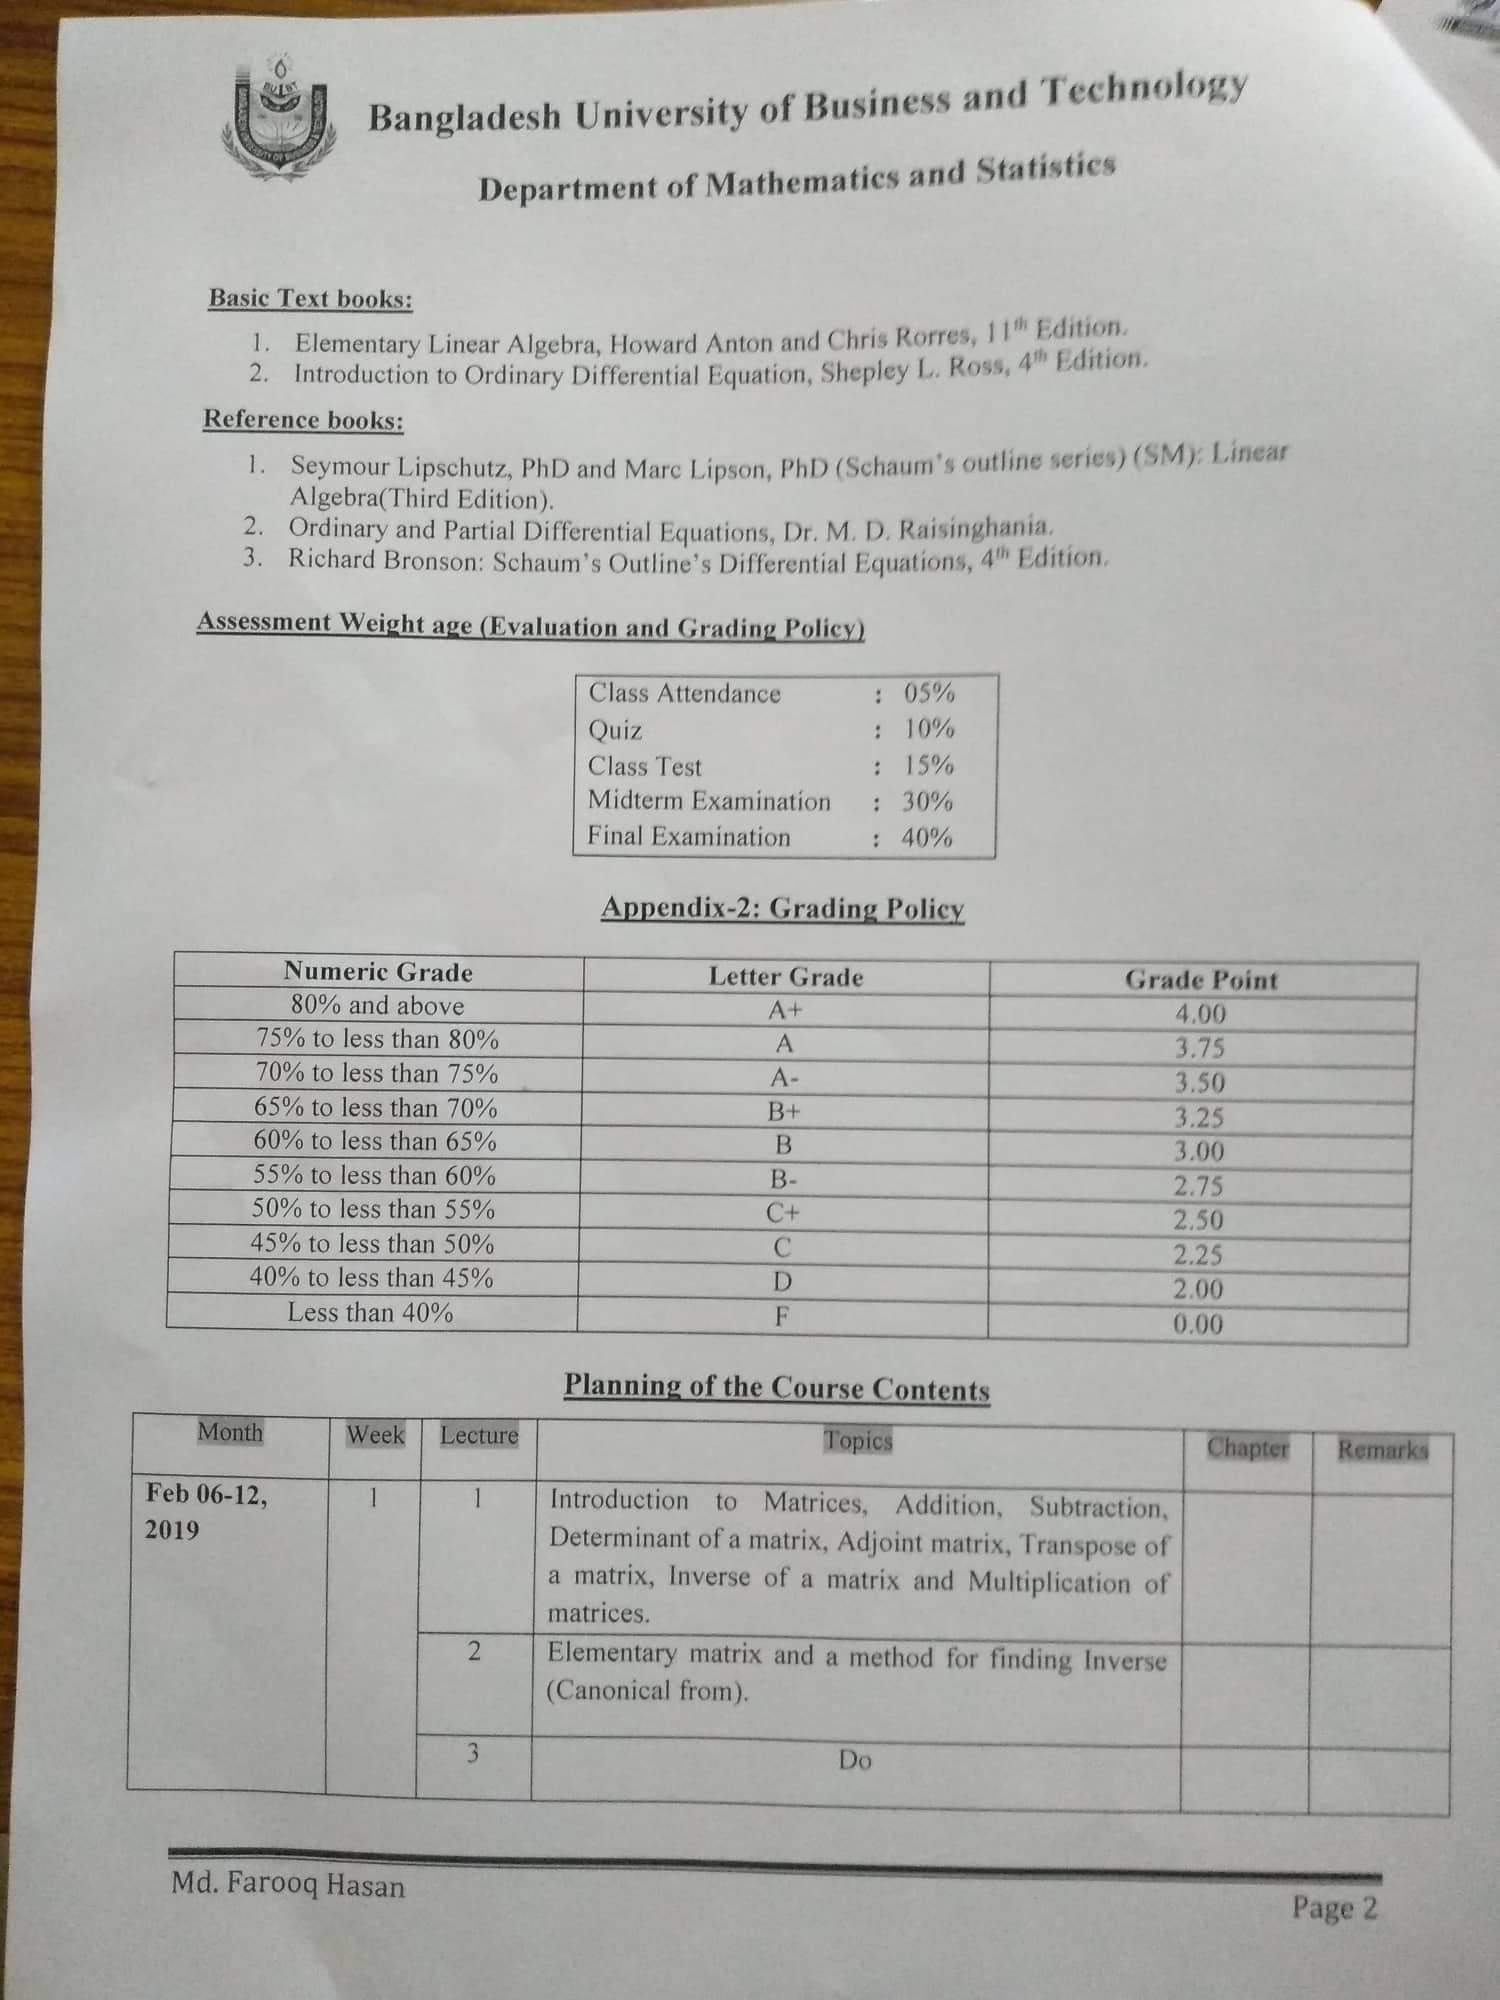 BUBT
Bangladesh University of Business and Technology
Department of Mathematics and Statistics
Basic Text books:
1. Elementary Linear Algebra, Howard Anton and Chris Rorres, 11th Edition.
2. Introduction to Ordinary Differential Equation, Shepley L. Ross, 4th Edition.
Reference books:
1. Seymour Lipschutz, PhD and Marc Lipson, PhD (Schaum's outline series) (SM): Linear
Algebra(Third Edition).
2. Ordinary and Partial Differential Equations, Dr. M. D. Raisinghania.
3. Richard Bronson: Schaum's Outline's Differential Equations, 4th Edition.
Assessment Weight age (Evaluation and Grading Policy)
Class Attendance : 05%
Quiz : 10%
Class Test : 15%
Midterm Examination : 30%
Final Examination : 40%
Appendix-2: Grading Policy
Numeric Grade Letter Grade Grade Point
80% and above A+ 4.00
75% to less than 80% A 3.75
70% to less than 75% A- 3.50
65% to less than 70% B+ 3.25
60% to less than 65% B 3.00
55% to less than 60% B- 2.75
50% to less than 55% C+ 2.50
45% to less than 50% C 2.25
40% to less than 45% D 2.00
Less than 40% F 0.00
Planning of the Course Contents
Month Week Lecture Topics Chapter Remarks
Feb 06-12, 1 1 Introduction to Matrices, Addition, Subtraction,
2019 Determinant of a matrix, Adjoint matrix, Transpose of
a matrix, Inverse of a matrix and Multiplication of
matrices.
2 Elementary matrix and a method for finding Inverse
(Canonical from).
3 Do
Md. Farooq Hasan
Page 2